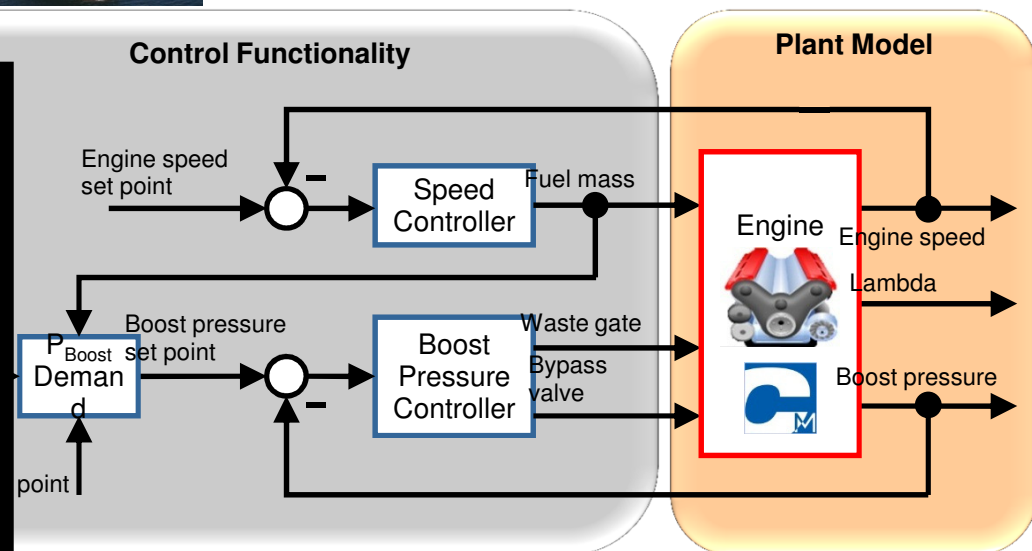 Control Functionality
Plant Model
Engine speed
set point
Speed
Controller
Fuel mass
Engine
Engine speed
Lambda
PBoost
Deman
d
Boost pressure
set point
Boost
Pressure
Controller
Waste gate
Bypass
valve
Boost pressure
point
M